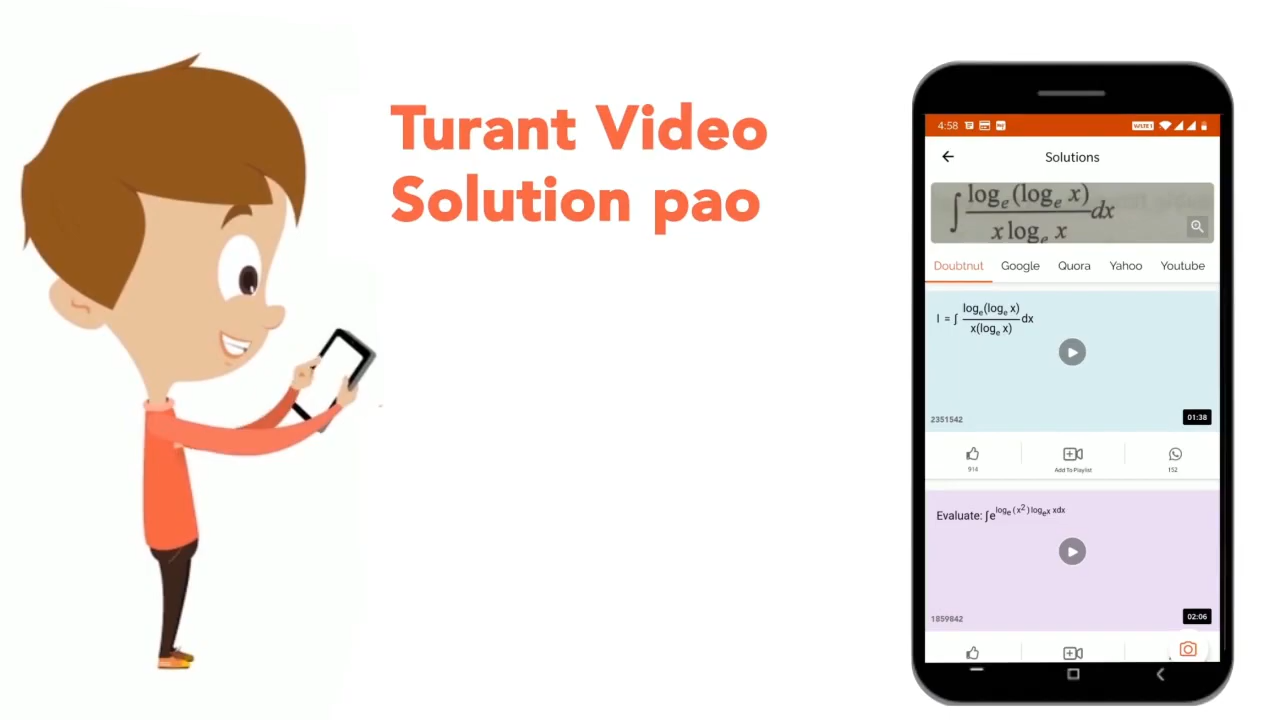 Turant Video
Solution pao
4:58
VoLTE1
Solutions
∫ logₑ(logₑ x) / x logₑ x dx
Doubtnut Google Quora Yahoo Youtube
I = ∫ logₑ(logₑ x) / x(logₑ x) dx
2351542 01:38
914 Add To Playlist 152
Evaluate: ∫e^logₑ(x²)logₑx xdx
1859842 02:06